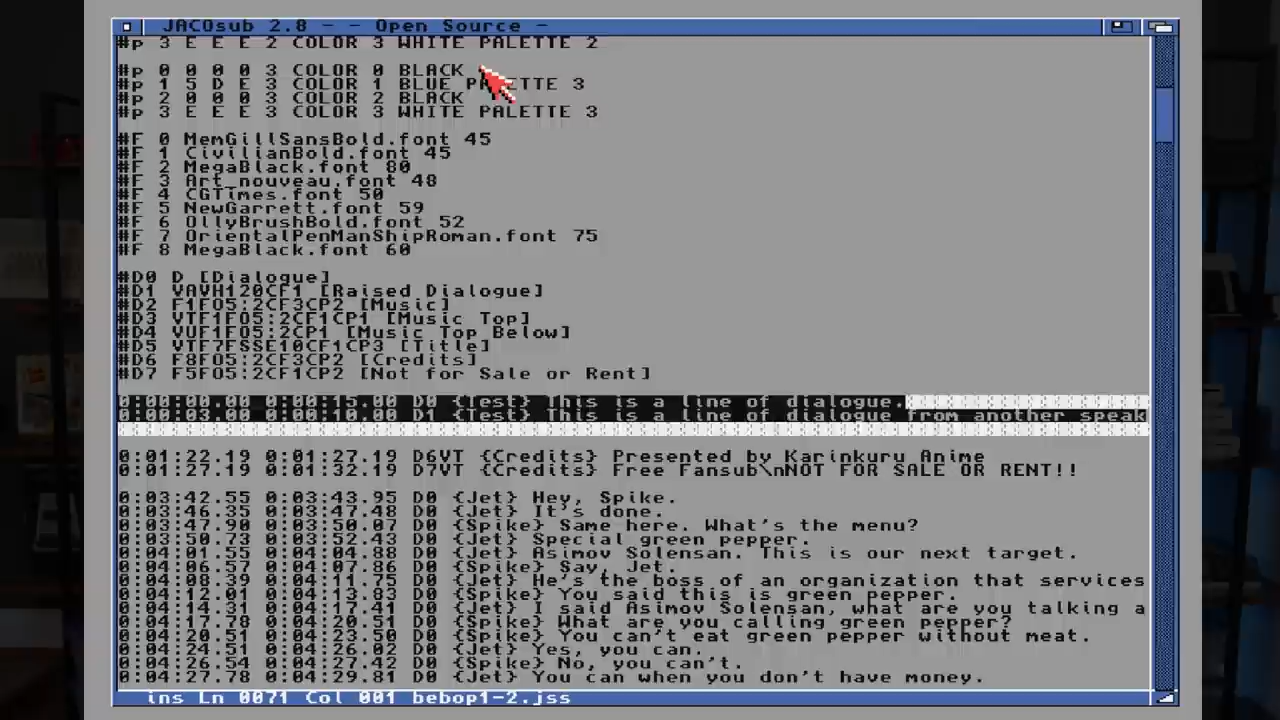 JACOsub 2.8 - - Open Source -
#p 3 E E E 2 COLOR 3 WHITE PALETTE 2
#p 0 0 0 0 3 COLOR 0 BLACK
#p 1 5 D E 3 COLOR 1 BLUE PALETTE 3
#p 2 0 0 0 3 COLOR 2 BLACK
#p 3 E E E 3 COLOR 3 WHITE PALETTE 3
#F 0 MemGillSansBold.font 45
#F 1 CivilianBold.font 45
#F 2 MegaBlack.font 80
#F 3 Art_nouveau.font 48
#F 4 CGTimes.font 50
#F 5 NewGarrett.font 59
#F 6 OllyBrushBold.font 52
#F 7 OrientalPenManShipRoman.font 75
#F 8 MegaBlack.font 60
#D0 D [Dialogue]
#D1 VAVH120CF1 [Raised Dialogue]
#D2 F1FO5:2CF3CP2 [Music]
#D3 VTF1FO5:2CF1CP1 [Music Top]
#D4 VUF1FO5:2CP1 [Music Top Below]
#D5 VTF7FSSE10CF1CP3 [Title]
#D6 F8FO5:2CF3CP2 [Credits]
#D7 F5FO5:2CF1CP2 [Not for Sale or Rent]
0:00:00.00 0:00:15.00 D0 {Test} This is a line of dialogue.
0:00:03.00 0:00:10.00 D1 {Test} This is a line of dialogue from another speak
0:01:22.19 0:01:27.19 D6VT {Credits} Presented by Karinkuru Anime
0:01:27.19 0:01:32.19 D7VT {Credits} Free Fansub\nNOT FOR SALE OR RENT!!
0:03:42.55 0:03:43.95 D0 {Jet} Hey, Spike.
0:03:46.35 0:03:47.48 D0 {Jet} It's done.
0:03:47.90 0:03:50.07 D0 {Spike} Same here. What's the menu?
0:03:50.73 0:03:52.43 D0 {Jet} Special green pepper.
0:04:01.55 0:04:04.88 D0 {Jet} Asimov Solensan. This is our next target.
0:04:06.57 0:04:07.86 D0 {Spike} Say, Jet.
0:04:08.39 0:04:11.75 D0 {Jet} He's the boss of an organization that services
0:04:12.01 0:04:13.83 D0 {Spike} You said this is green pepper.
0:04:14.31 0:04:17.41 D0 {Jet} I said Asimov Solensan, what are you talking a
0:04:17.78 0:04:20.51 D0 {Spike} What are you calling green pepper?
0:04:20.51 0:04:23.50 D0 {Spike} You can't eat green pepper without meat.
0:04:24.51 0:04:26.02 D0 {Jet} Yes, you can.
0:04:26.54 0:04:27.42 D0 {Spike} No, you can't.
0:04:27.78 0:04:29.81 D0 {Jet} You can when you don't have money.
ins Ln 0071 Col 001 bebop1-2.jss